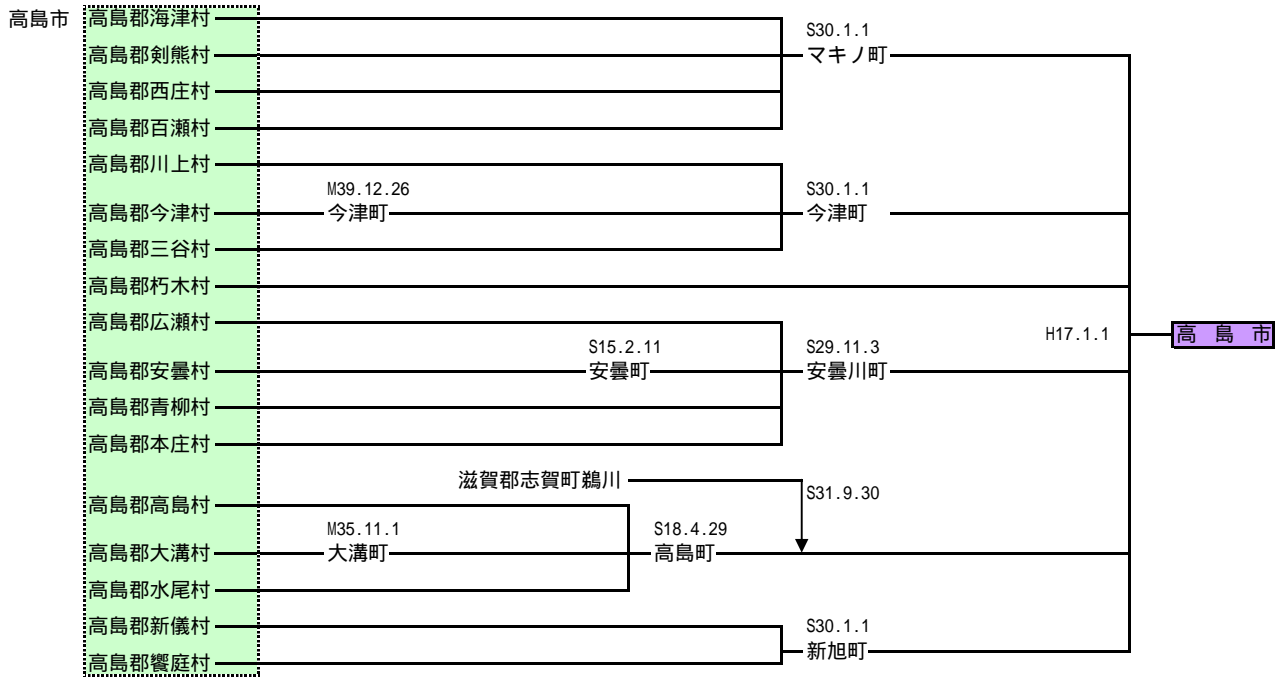 高島市
高島郡海津村
S30.1.1
高島郡剣熊村
マキノ町
高島郡西庄村
高島郡百瀬村
高島郡川上村
M39.12.26
S30.1.1
高島郡今津村
今津町
今津町
高島郡三谷村
高島郡朽木村
高島郡広瀬村
H17.1.1
高 島 市
S15.2.11
S29.11.3
高島郡安曇村
安曇町
安曇川町
高島郡青柳村
高島郡本庄村
滋賀郡志賀町鵜川
S31.9.30
高島郡高島村
M35.11.1
S18.4.29
高島郡大溝村
大溝町
高島町
高島郡水尾村
高島郡新儀村
S30.1.1
新旭町
高島郡饗庭村